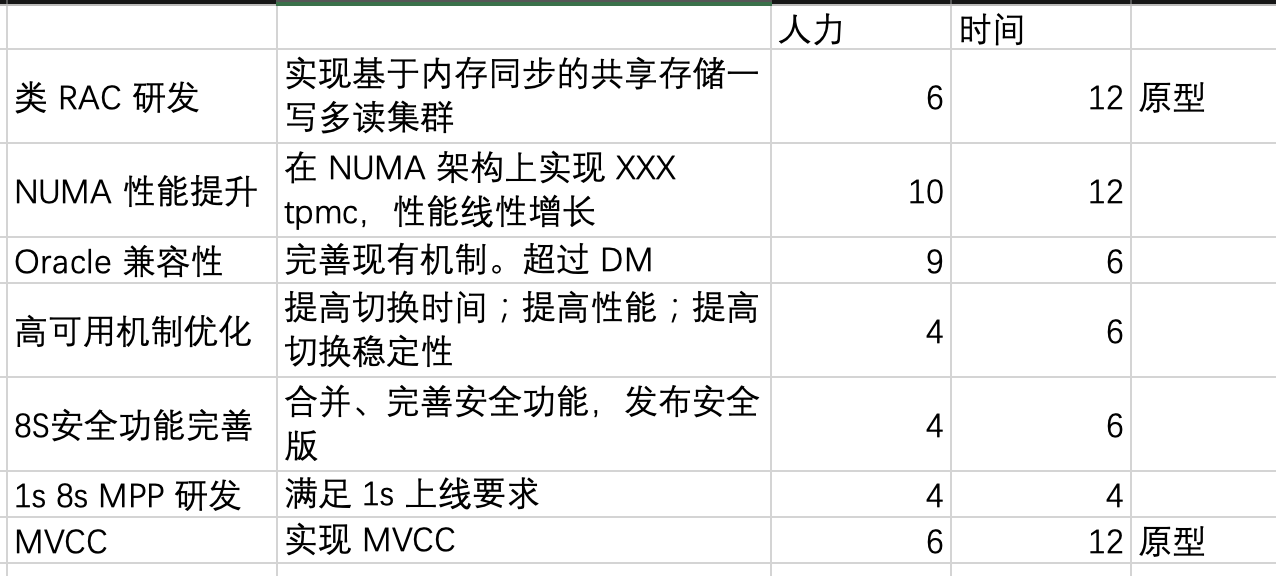 人力 时间
类 RAC 研发 实现基于内存同步的共享存储一 6 12 原型
写多读集群
NUMA 性能提升 在 NUMA 架构上实现 XXX 10 12
tpmc，性能线性增长
Oracle 兼容性 完善现有机制。超过 DM 9 6
高可用机制优化 提高切换时间；提高性能；提高 4 6
切换稳定性
8S安全功能完善 合并、完善安全功能，发布安全 4 6
版
1s 8s MPP 研发 满足 1s 上线要求 4 4
MVCC 实现 MVCC 6 12 原型